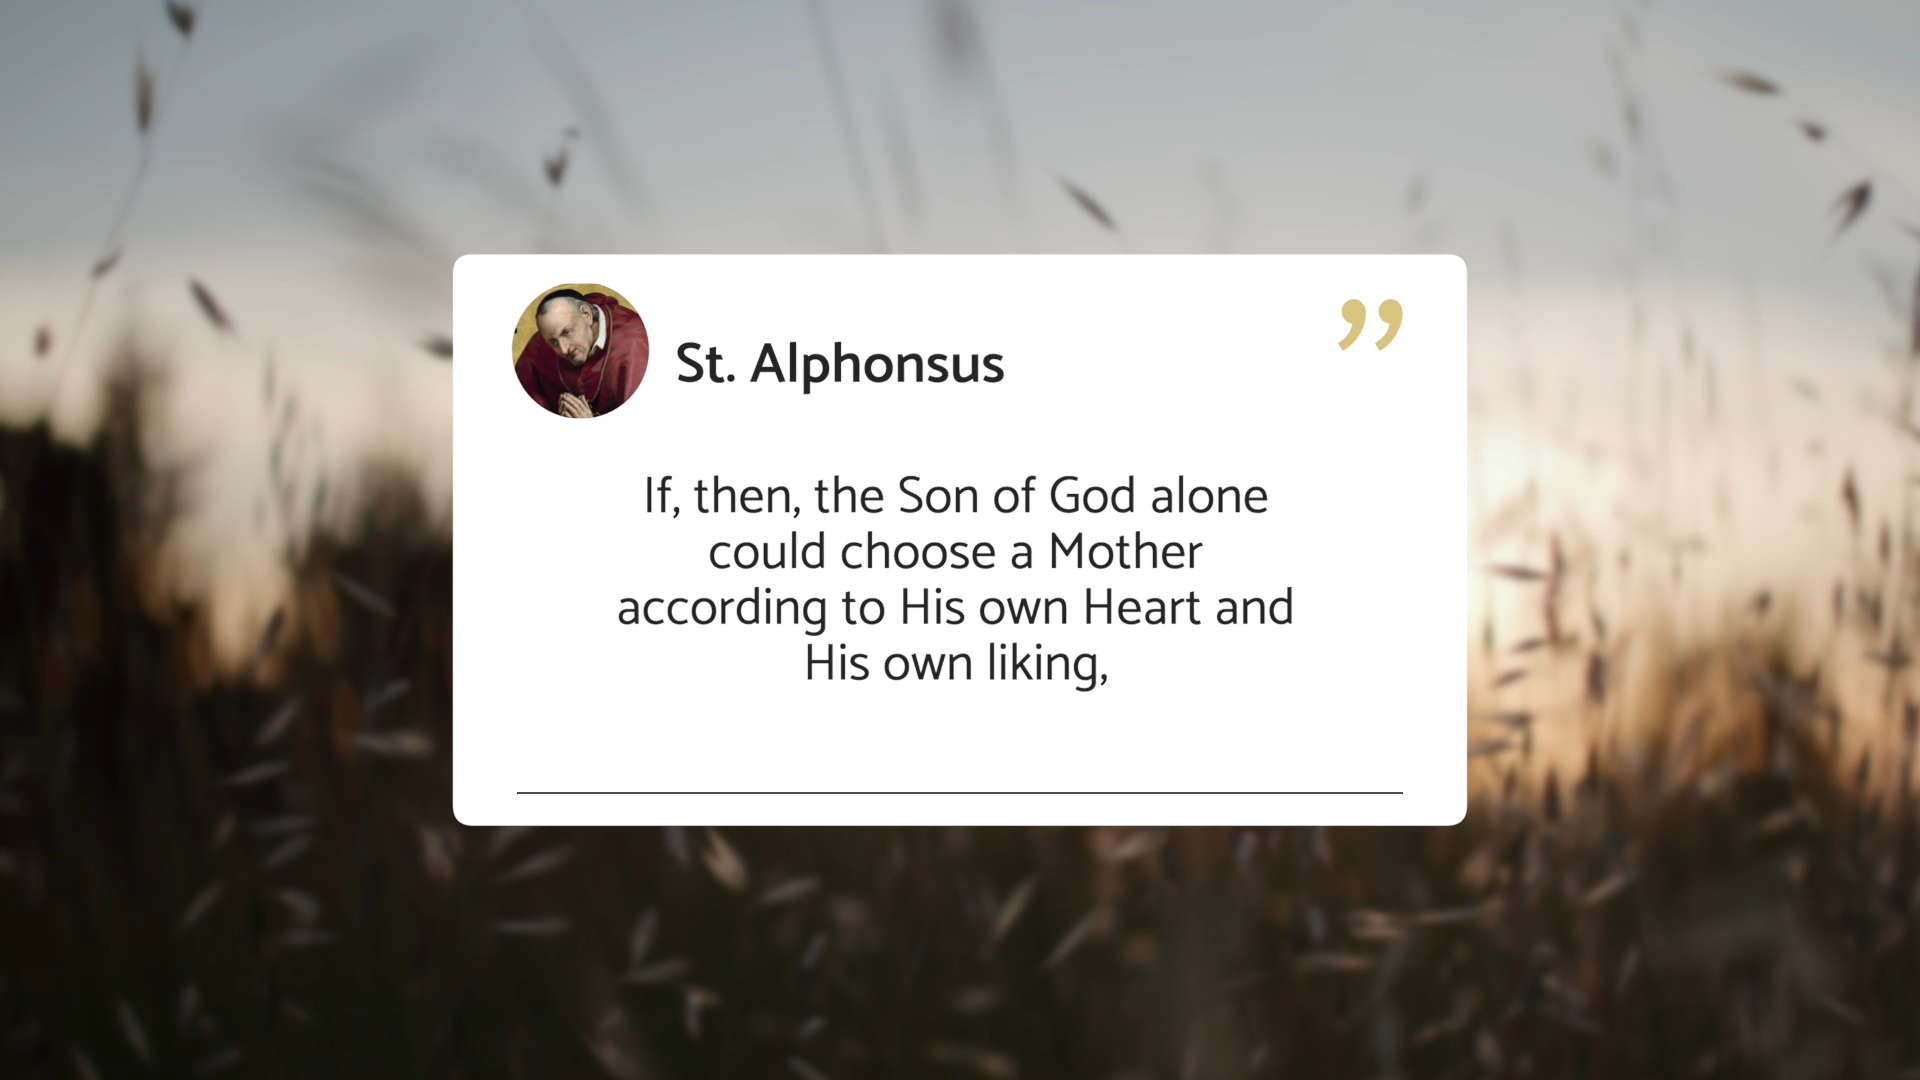 St. Alphonsus
”
If, then, the Son of God alone
could choose a Mother
according to His own Heart and
His own liking,